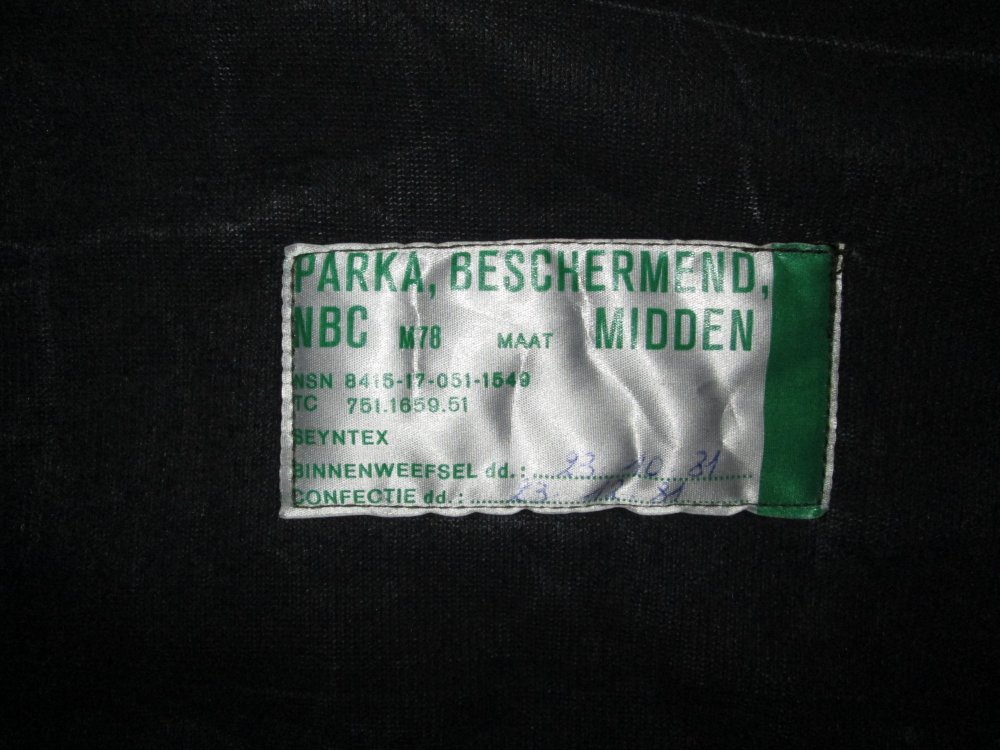 PARKA, BESCHERMEND,
NBC M78 MAAT MIDDEN
NSN 8415-17-051-1549
TC 751.1659.51
SEYNTEX
BINNENWEEFSEL dd.: 23 10 81
CONFECTIE dd.: 23. 12. 81